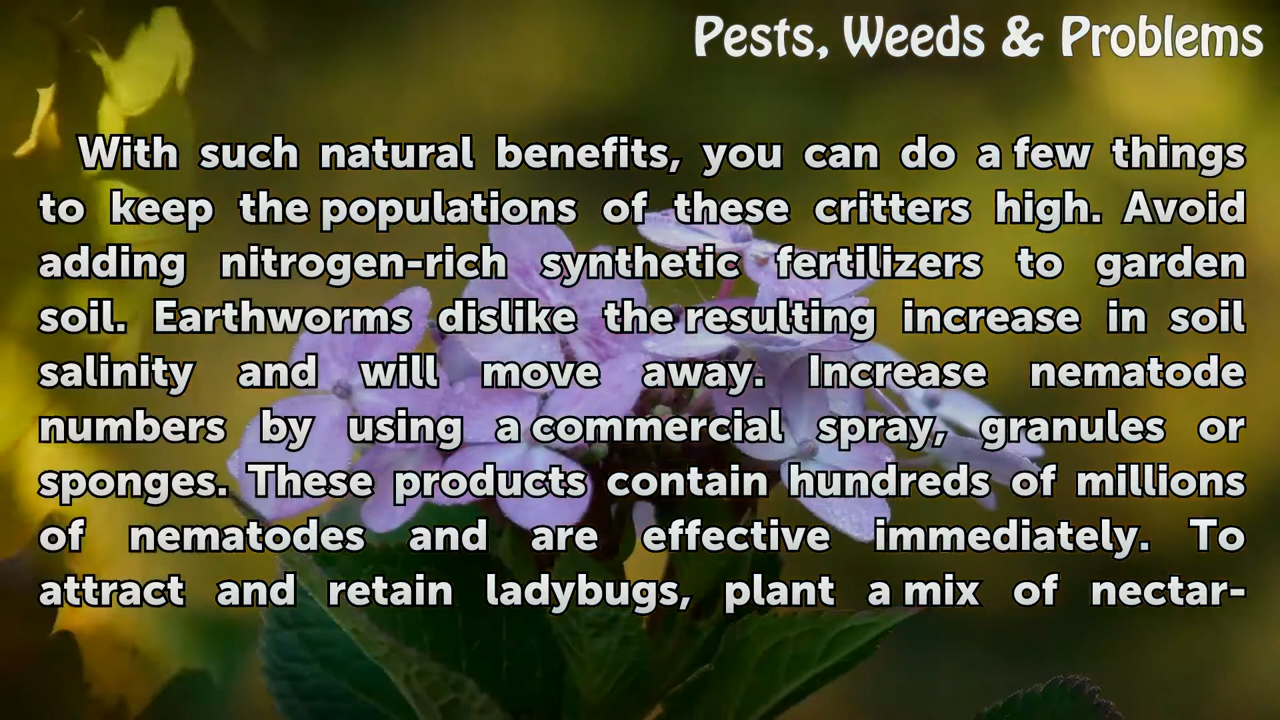 Pests, Weeds & Problems
With such natural benefits, you can do a few things
to keep the populations of these critters high. Avoid
adding nitrogen-rich synthetic fertilizers to garden
soil. Earthworms dislike the resulting increase in soil
salinity and will move away. Increase nematode
numbers by using a commercial spray, granules or
sponges. These products contain hundreds of millions
of nematodes and are effective immediately. To
attract and retain ladybugs, plant a mix of nectar-